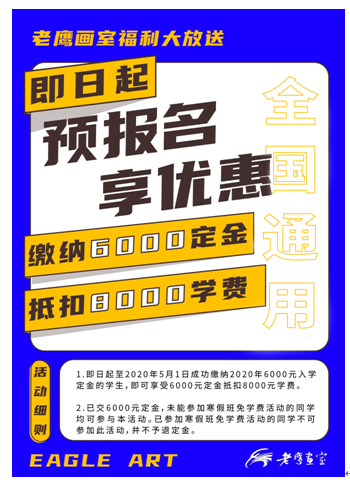 老鹰画室福利大放送
即日起
预报名
享优惠
全国通用
缴纳6000定金
抵扣8000学费
活动细则
1.即日起至2020年5月1日成功缴纳2020年6000元入学
定金的学生，即可享受6000元定金抵扣8000元学费。
2.已交6000元定金，未能参加寒假班免学费活动的同学
均可参与本活动。已参加寒假班免学费活动的同学不可
参加此活动，并不予退定金。
EAGLE ART
老鹰画室